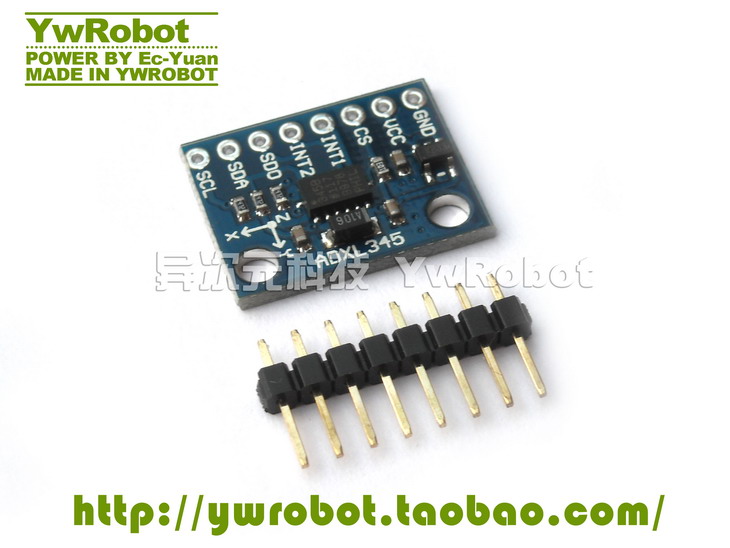 YwRobot
POWER BY Ec-Yuan
MADE IN YWROBOT
SCL
SDA
SDO
INT2
INT1
CS
VCC
GND
A106
X
Z
Y
ADXL345
异次元科技 YwRobot
http://ywrobot.taobao.com/